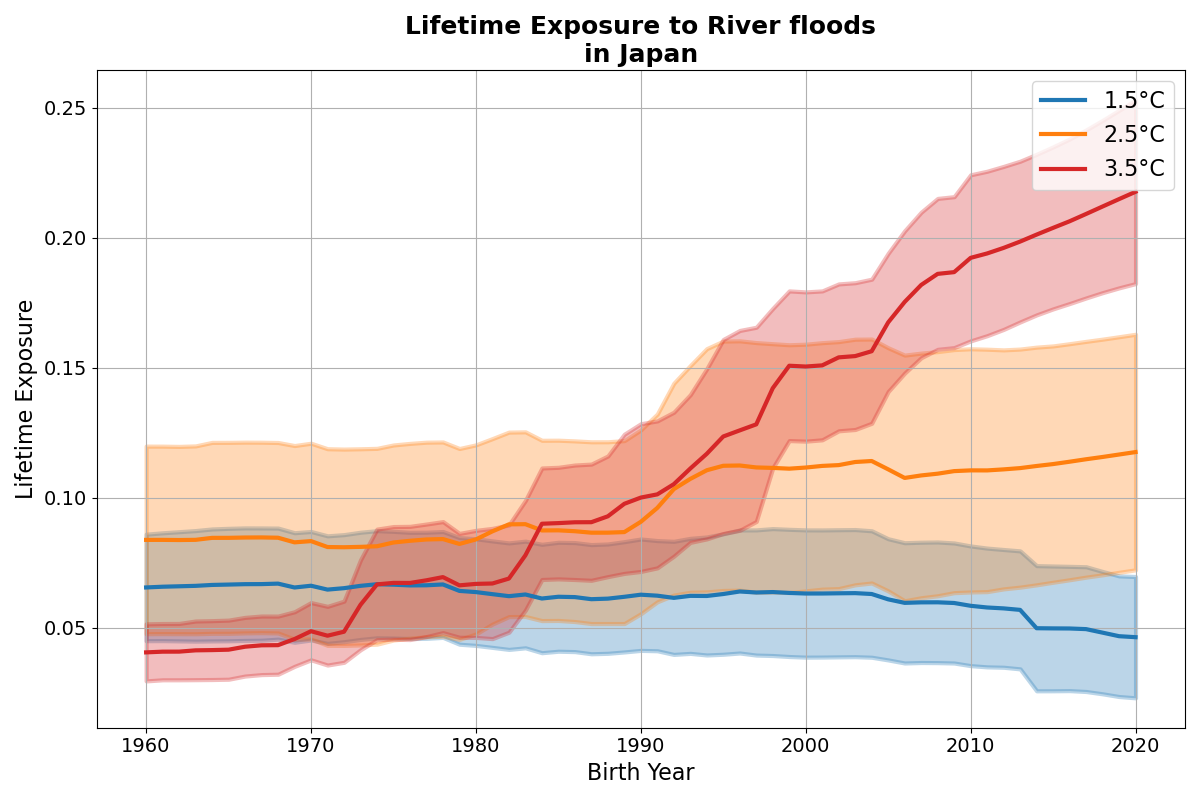 Lifetime Exposure to River floods
in Japan
1.5°C
2.5°C
3.5°C
Lifetime Exposure
0.25
0.20
0.15
0.10
0.05
1960
1970
1980
1990
2000
2010
2020
Birth Year